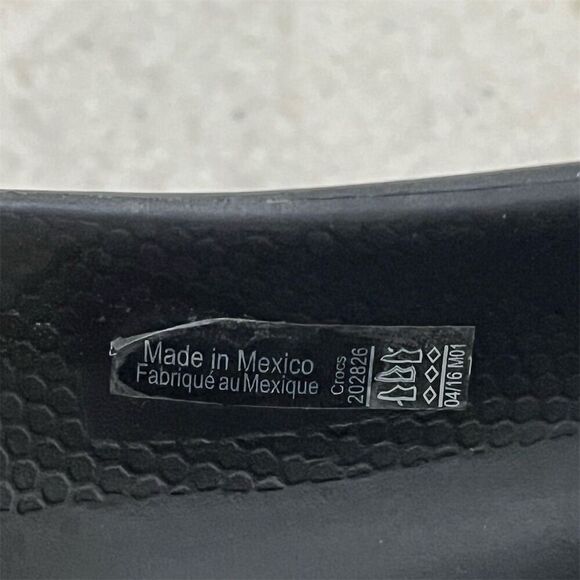 Made in Mexico
Fabriqué au Mexique
Crocs
202826
04/16 M01